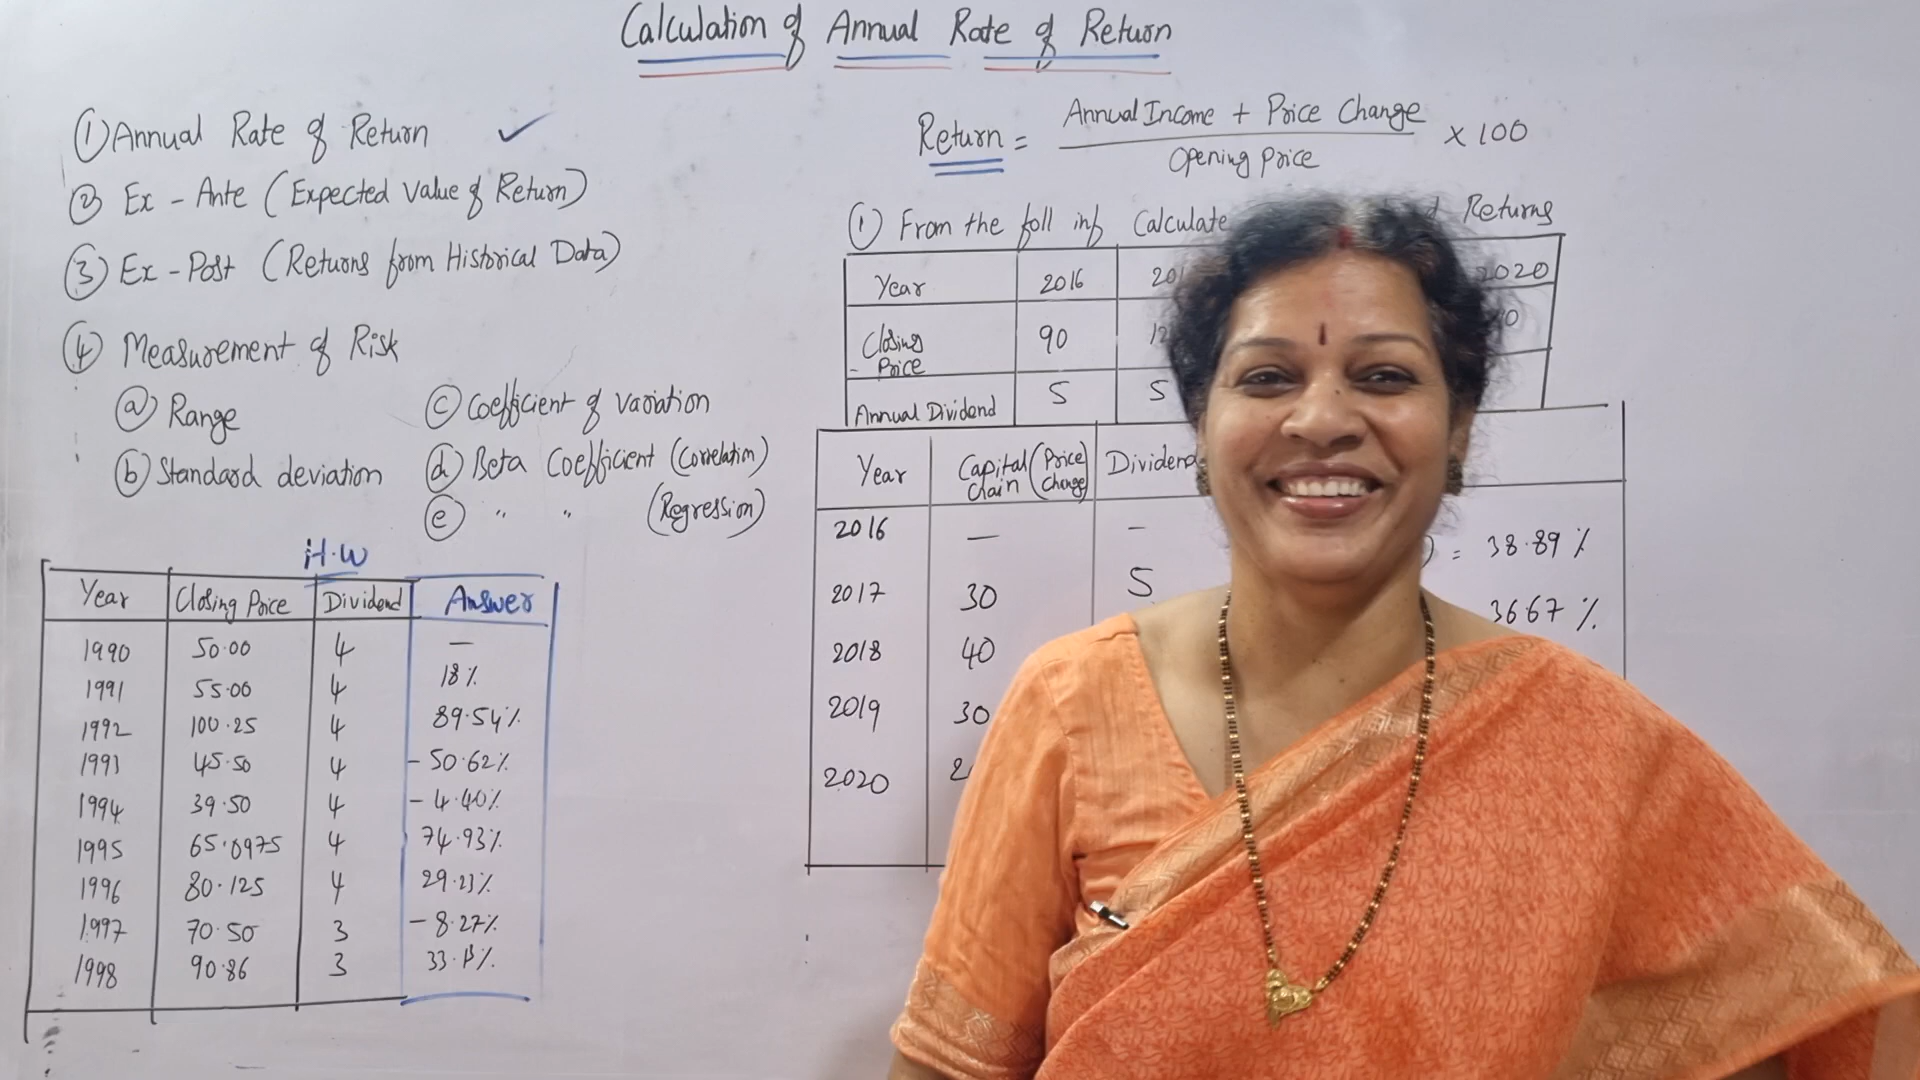 Calculation of Annual Rate of Return
① Annual Rate of Return ✓
② Ex - Ante (Expected Value of Return)
③ Ex - Post (Returns from Historical Data)
④ Measurement of Risk
ⓐ Range
ⓑ Standard deviation
ⓒ Coefficient of variation
ⓓ Beta Coefficient (Correlation)
ⓔ " " (Regression)
H.W
Year Closing Price Dividend Answer
1990 50.00 4 —
1991 55.00 4 18%
1992 100.25 4 89.54%
1993 45.50 4 - 50.62%
1994 39.50 4 - 4.40%
1995 65.0975 4 74.93%
1996 80.125 4 29.23%
1997 70.50 3 - 8.27%
1998 90.86 3
Return = Annual Income + Price Change
Opening Price
× 100
① From the foll inf Calculate Returns
Year 2016 2020
Closing
- Price
90
Annual Dividend 5 5
Year Capital Gain (Price Change) Dividend
2016 — — = 38.89%
2017 30 5 36.67%
2018 40
2019 30
2020